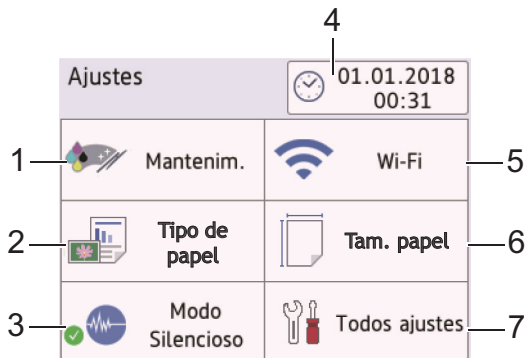 4
Ajustes
01.01.2018
00:31
1
Mantenim.
Wi-Fi
5
2
Tipo de
papel
Tam. papel
6
3
Modo
Silencioso
Todos ajustes
7